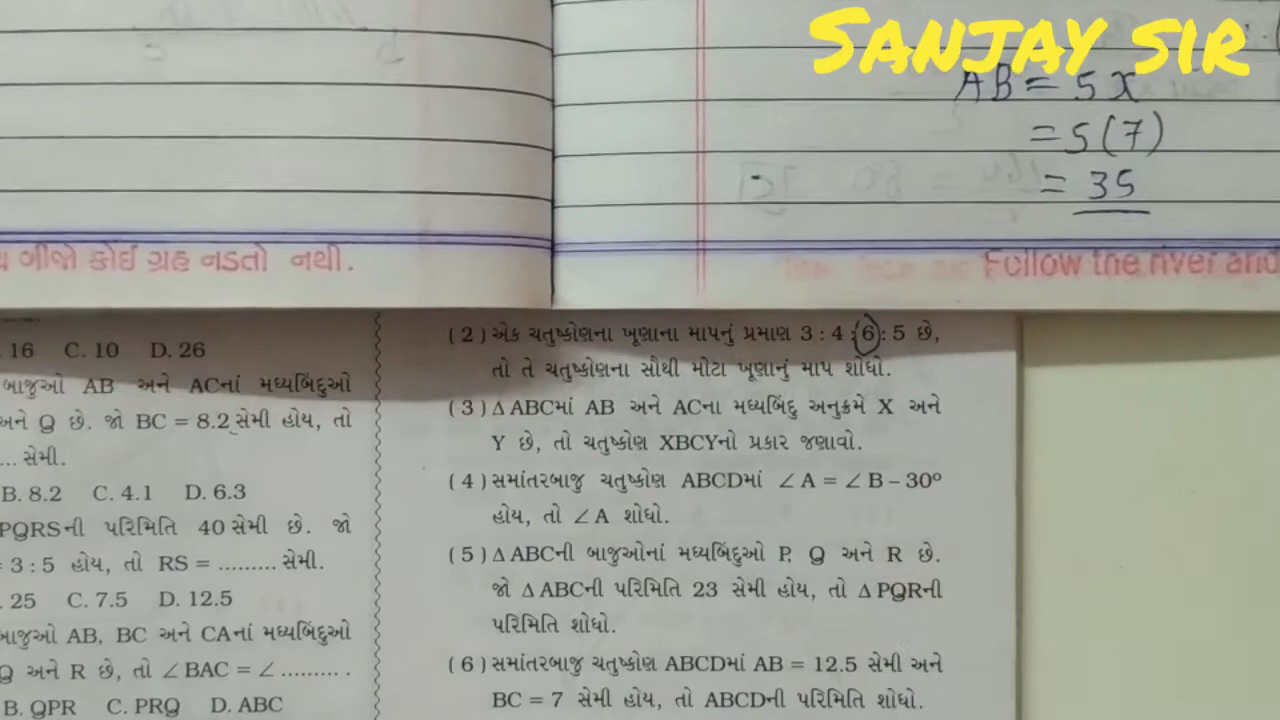 SANJAY SIR
AB = 5x
= 5(7)
= 35
બીજો કોઈ ગ્રહ નડતો નથી.
Follow the river and
16 C. 10 D. 26
બાજુઓ AB અને ACનાં મધ્યબિંદુઓ
અને Q છે. જો BC = 8.2 સેમી હોય, તો
... સેમી.
B. 8.2 C. 4.1 D. 6.3
PQRSની પરિમિતિ 40 સેમી છે. જો
= 3 : 5 હોય, તો RS = ......... સેમી.
. 25 C. 7.5 D. 12.5
બાજુઓ AB, BC અને CAનાં મધ્યબિંદુઓ
Q અને R છે, તો ∠ BAC = ∠ ......... .
B. QPR C. PRQ D. ABC
( 2 ) એક ચતુષ્કોણના ખૂણાના માપનું પ્રમાણ 3 : 4 : 6 : 5 છે,
તો તે ચતુષ્કોણના સૌથી મોટા ખૂણાનું માપ શોધો.
( 3 ) Δ ABCમાં AB અને ACના મધ્યબિંદુ અનુક્રમે X અને
Y છે, તો ચતુષ્કોણ XBCYનો પ્રકાર જણાવો.
( 4 ) સમાંતરબાજુ ચતુષ્કોણ ABCDમાં ∠ A = ∠ B – 30º
હોય, તો ∠ A શોધો.
( 5 ) Δ ABCની બાજુઓનાં મધ્યબિંદુઓ P, Q અને R છે.
જો Δ ABCની પરિમિતિ 23 સેમી હોય, તો Δ PQRની
પરિમિતિ શોધો.
( 6 ) સમાંતરબાજુ ચતુષ્કોણ ABCDમાં AB = 12.5 સેમી અને
BC = 7 સેમી હોય, તો ABCDની પરિમિતિ શોધો.